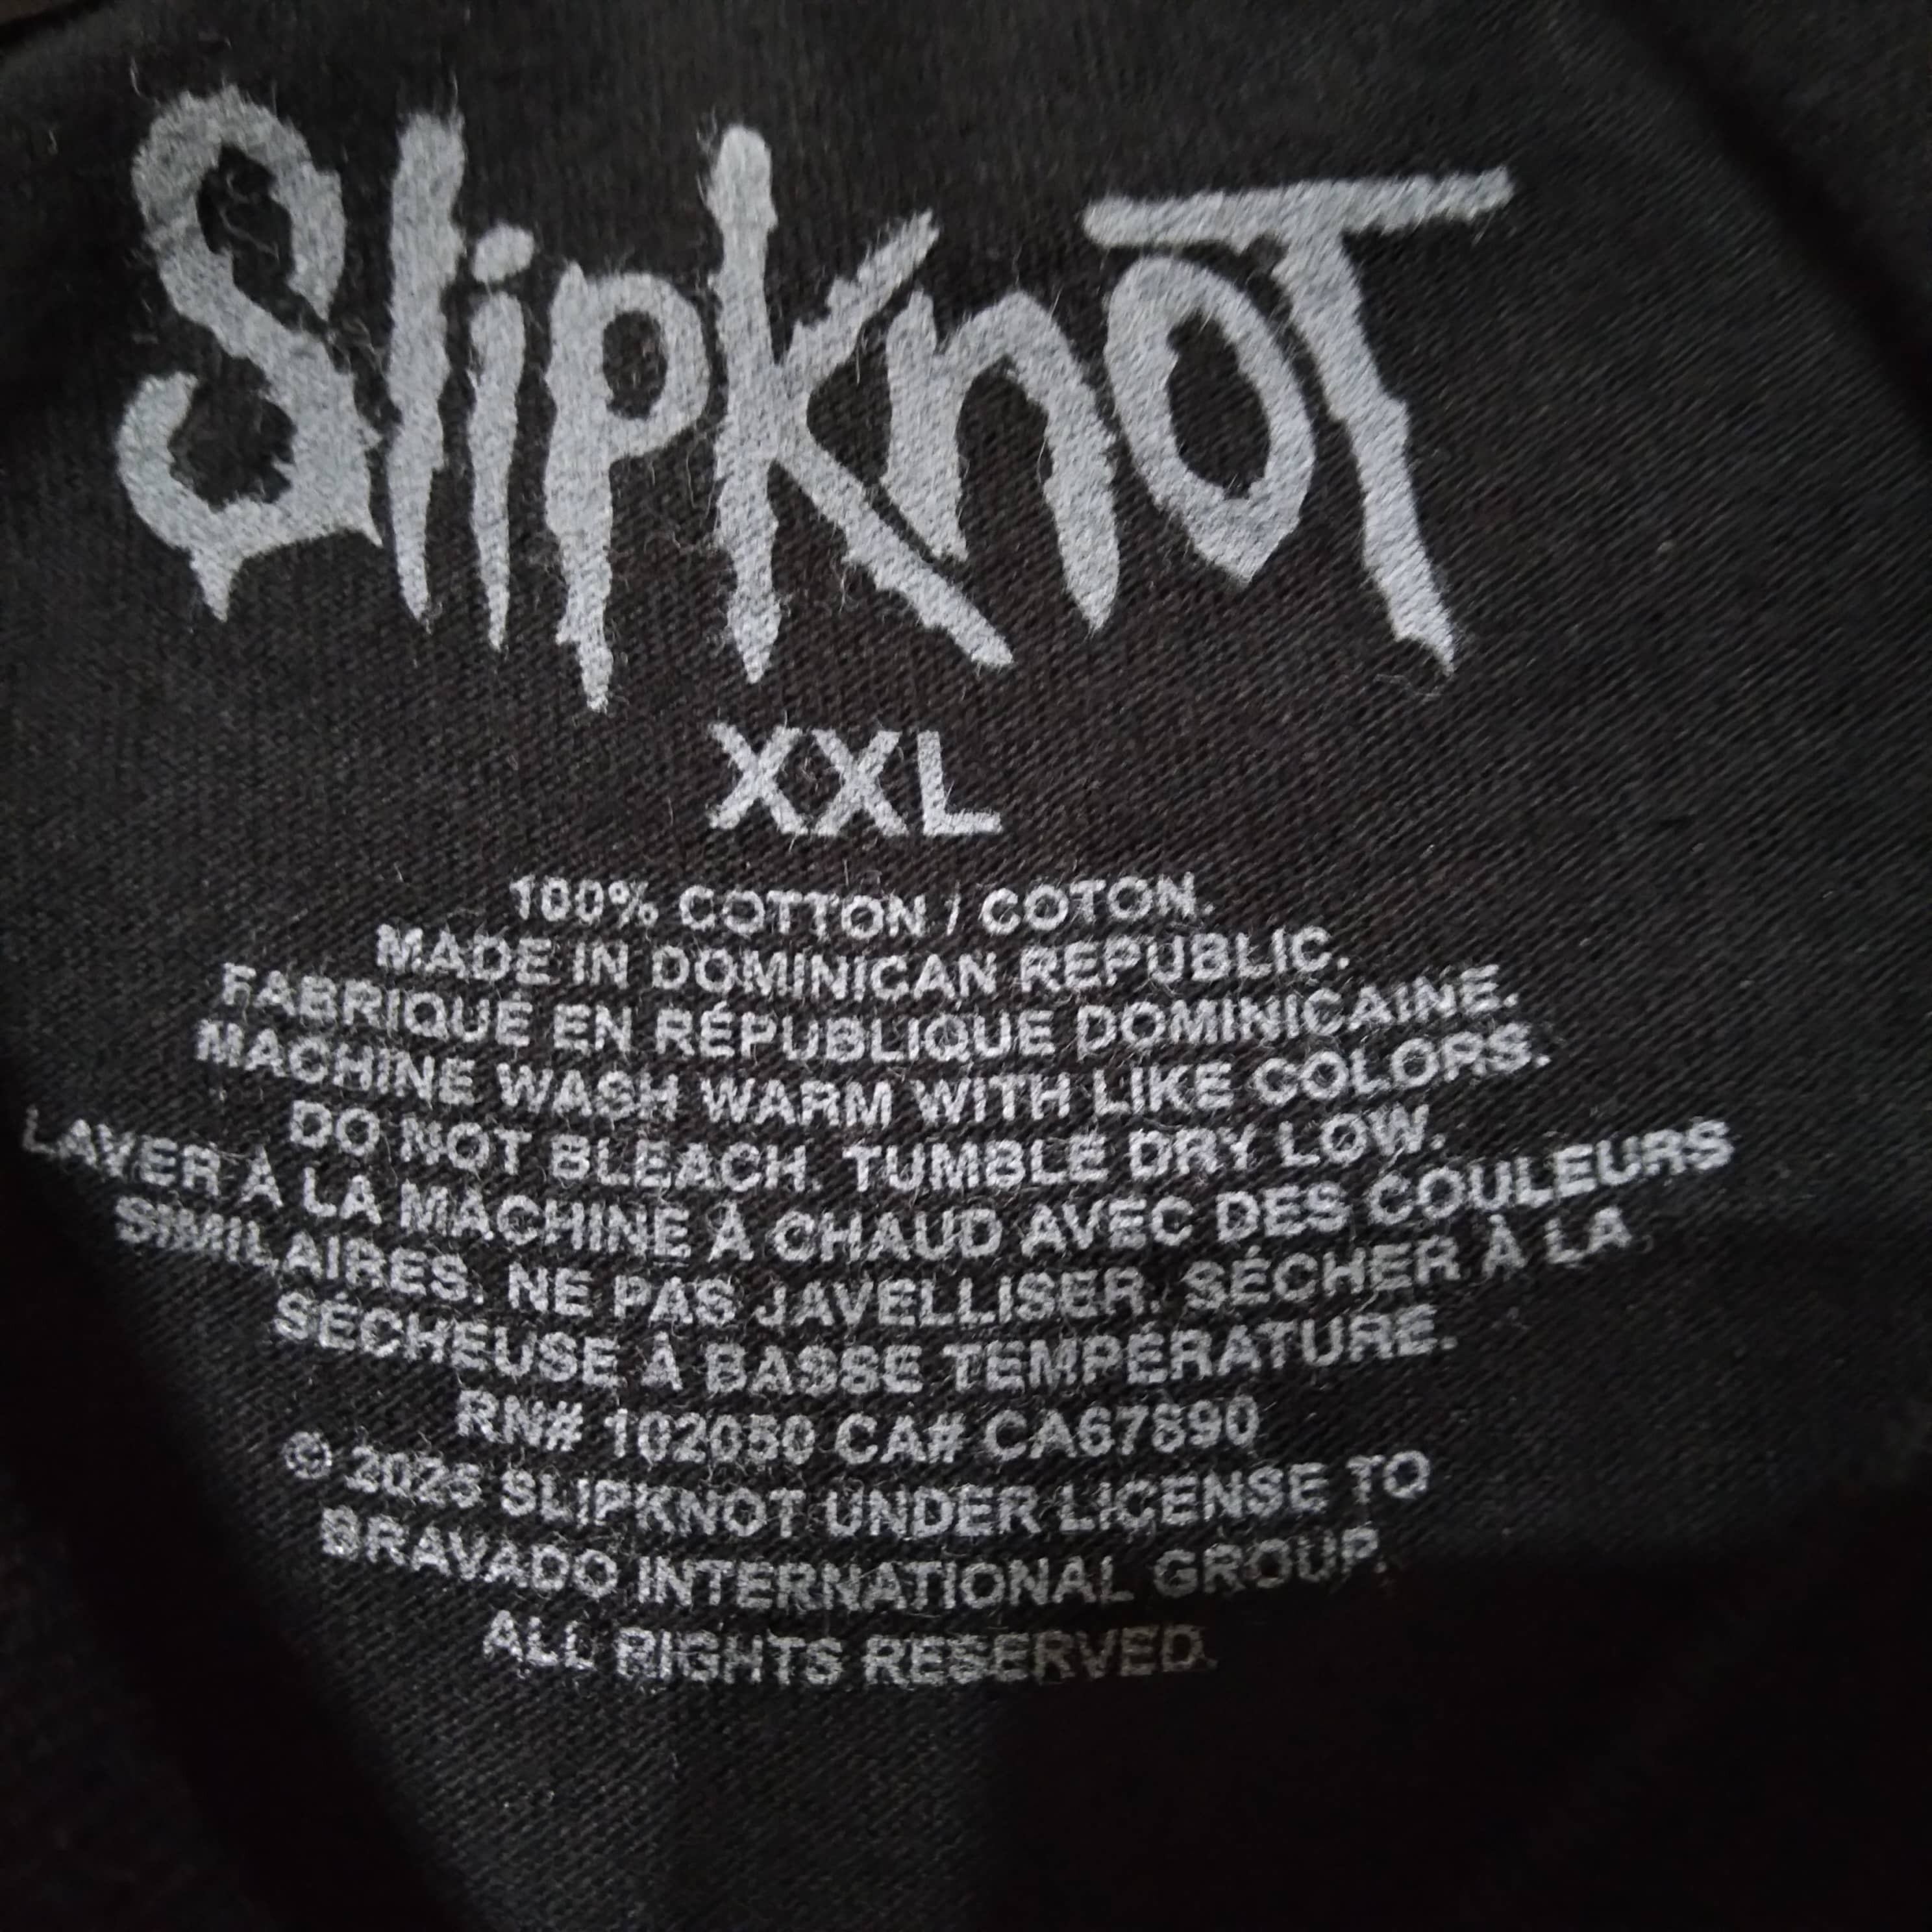 SlipknoT
XXL
100% COTTON / COTON.
MADE IN DOMINICAN REPUBLIC.
FABRIQUÉ EN RÉPUBLIQUE DOMINICAINE.
MACHINE WASH WARM WITH LIKE COLORS.
DO NOT BLEACH. TUMBLE DRY LOW.
LAVER À LA MACHINE À CHAUD AVEC DES COULEURS
SIMILAIRES. NE PAS JAVELLISER. SÉCHER À LA
SÉCHEUSE À BASSE TEMPÉRATURE.
RN# 102050 CA# CA67890
© 2025 SLIPKNOT UNDER LICENSE TO
BRAVADO INTERNATIONAL GROUP.
ALL RIGHTS RESERVED.